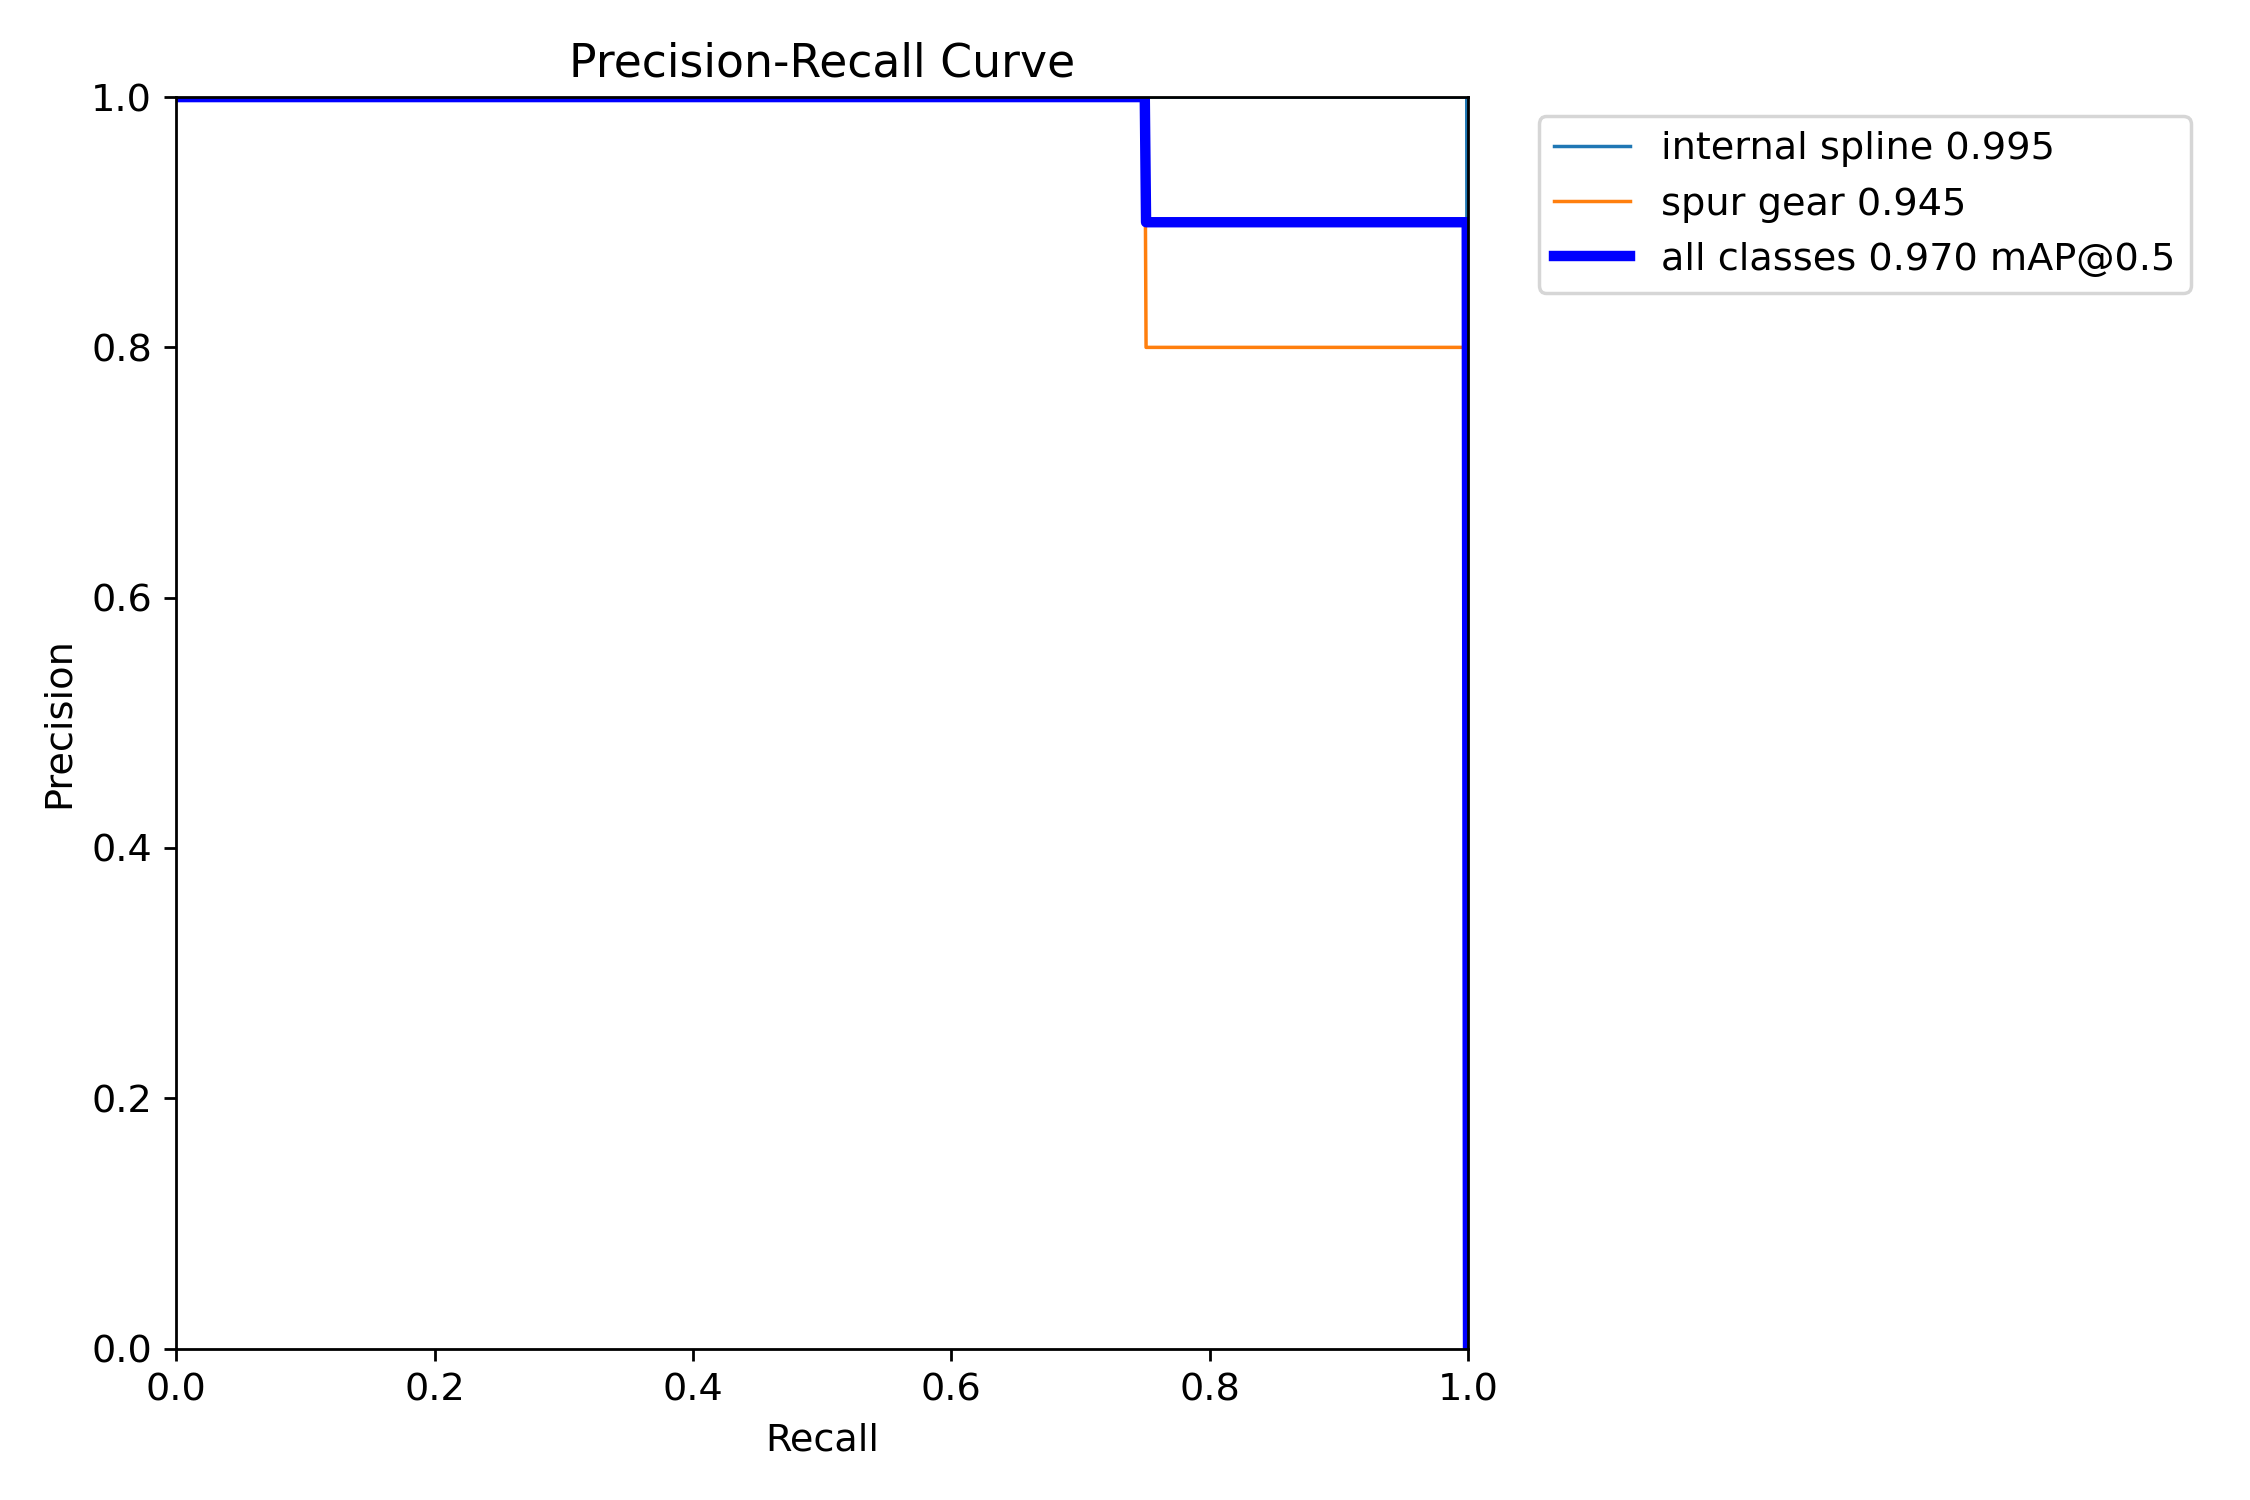 Precision-Recall Curve
1.0
0.8
0.6
0.4
0.2
0.0
Precision
0.0 0.2 0.4 0.6 0.8 1.0
Recall
internal spline 0.995
spur gear 0.945
all classes 0.970 mAP@0.5